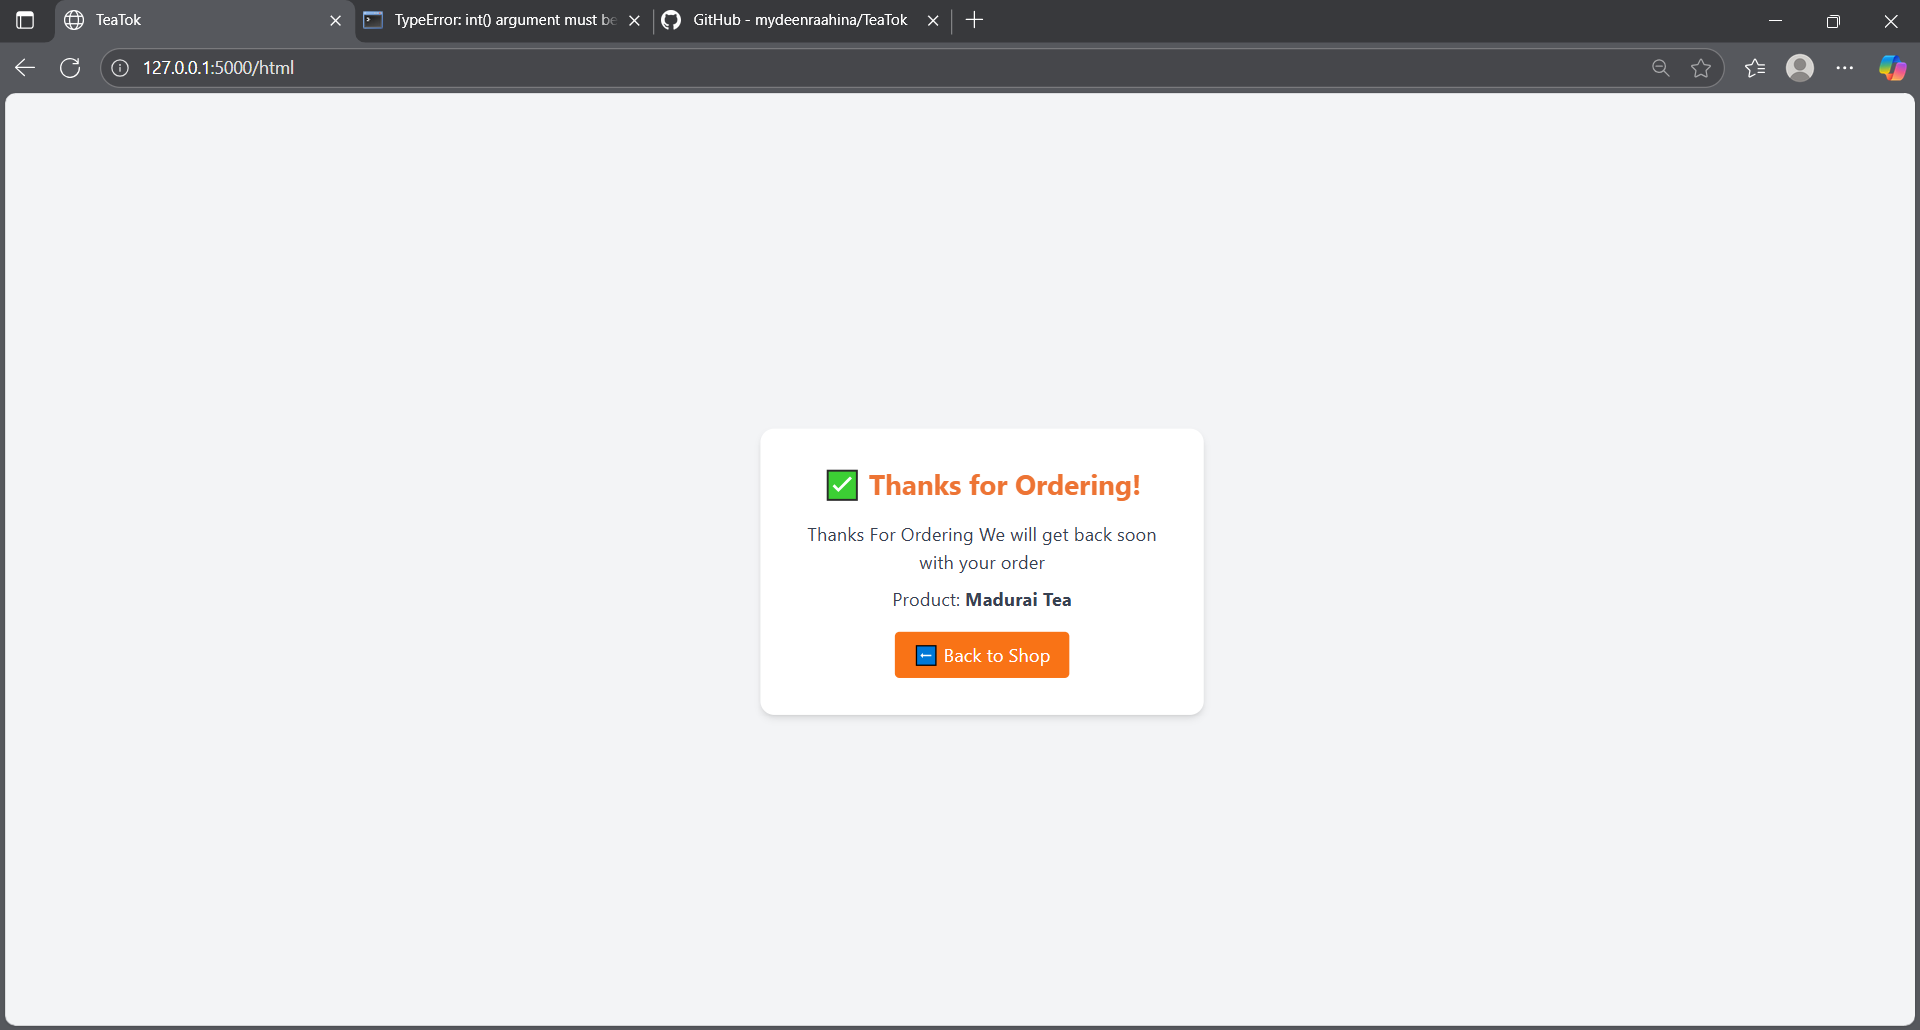 TeaTok
TypeError: int() argument must be
GitHub - mydeenraahina/TeaTok
127.0.0.1:5000/html
Thanks for Ordering!
Thanks For Ordering We will get back soon
with your order
Product: Madurai Tea
Back to Shop